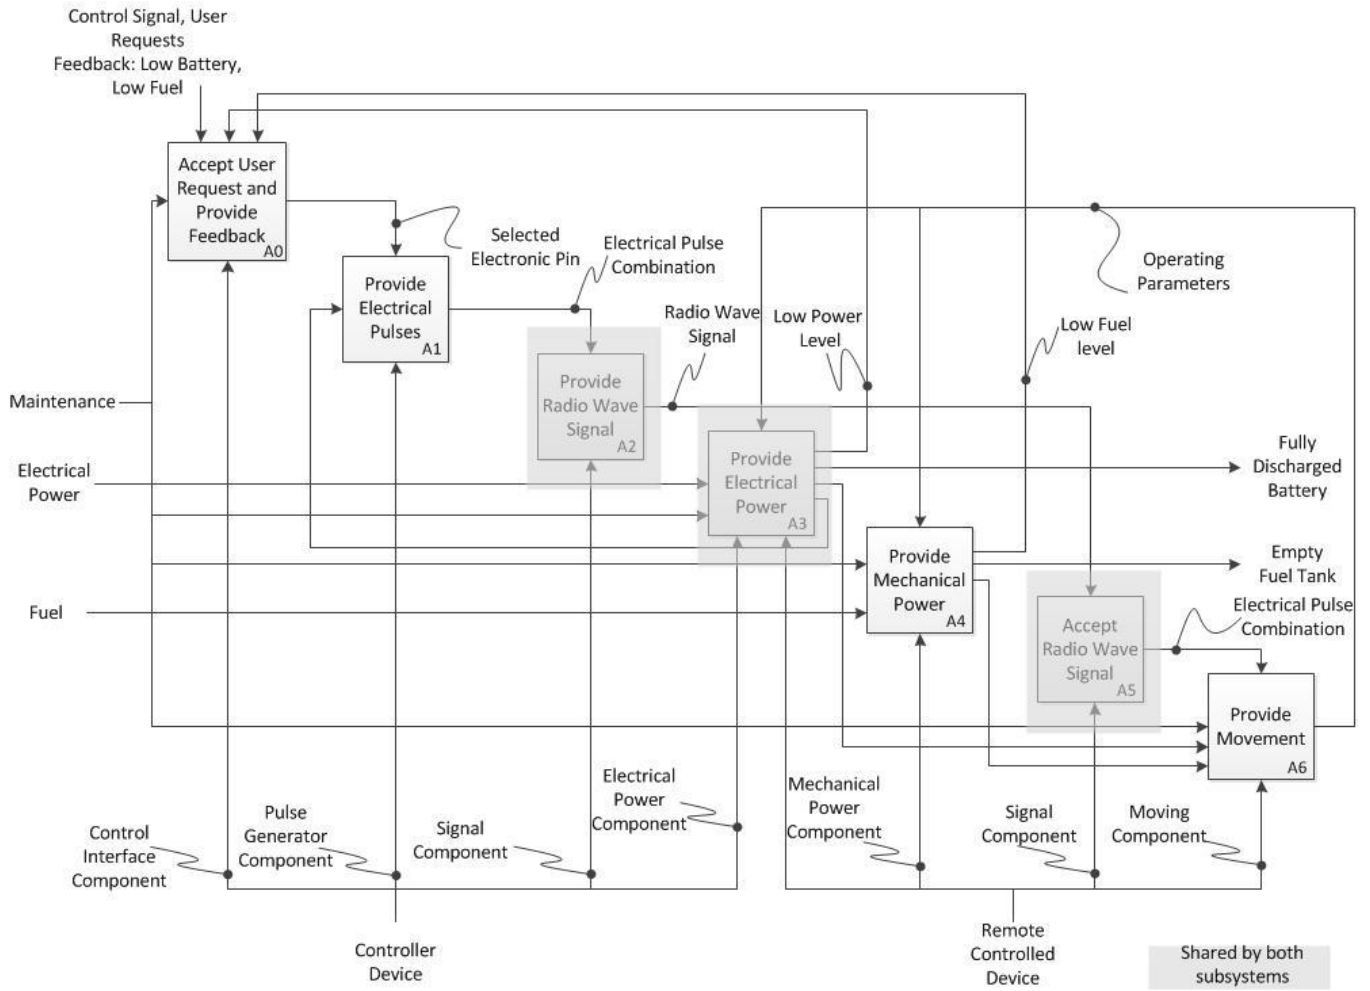 Control Signal, User
Requests
Feedback: Low Battery,
Low Fuel
Accept User
Request and
Provide
Feedback
A0
Selected
Electronic Pin
Electrical Pulse
Combination
Operating
Parameters
Provide
Electrical
Pulses
A1
Radio Wave
Signal
Low Power
Level
Low Fuel
level
Maintenance
Provide
Radio Wave
Signal
A2
Electrical
Power
Provide
Electrical
Power
A3
Fully
Discharged
Battery
Provide
Mechanical
Power
A4
Empty
Fuel Tank
Fuel
Accept
Radio Wave
Signal
A5
Electrical Pulse
Combination
Provide
Movement
A6
Control
Interface
Component
Pulse
Generator
Component
Signal
Component
Electrical
Power
Component
Mechanical
Power
Component
Signal
Component
Moving
Component
Controller
Device
Remote
Controlled
Device
Shared by both
subsystems